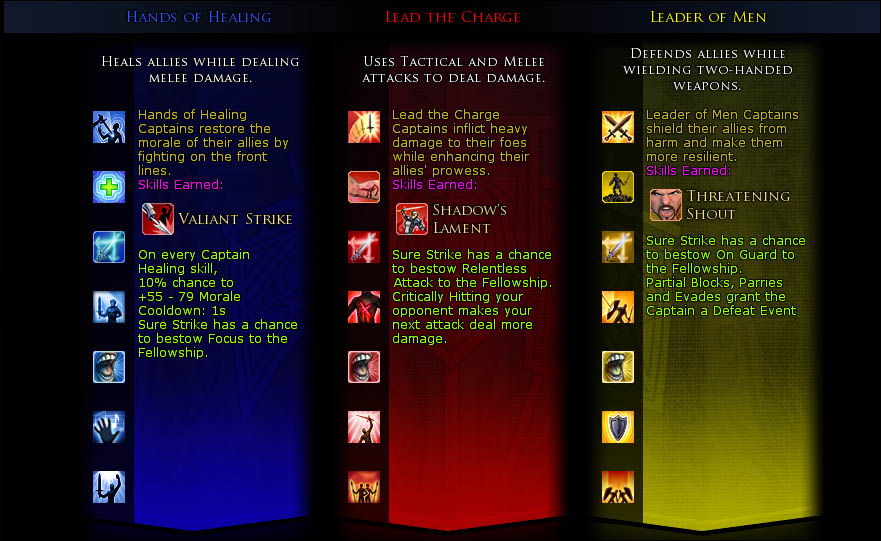 Hands of Healing
Heals allies while dealing
melee damage.
Hands of Healing
Captains restore the
morale of their allies by
fighting on the front
lines.
Skills Earned:
Valiant Strike
On every Captain
Healing skill,
10% chance to
+55 - 79 Morale
Cooldown: 1s
Sure Strike has a chance
to bestow Focus to the
Fellowship.
Lead the Charge
Uses Tactical and Melee
attacks to deal damage.
Lead the Charge
Captains inflict heavy
damage to their foes
while enhancing their
allies' prowess.
Skills Earned:
Shadow's
Lament
Sure Strike has a chance
to bestow Relentless
Attack to the Fellowship.
Critically Hitting your
opponent makes your
next attack deal more
damage.
Leader of Men
Defends allies while
wielding two-handed
weapons.
Leader of Men Captains
shield their allies from
harm and make them
more resilient.
Skills Earned:
Threatening
Shout
Sure Strike has a chance
to bestow On Guard to
the Fellowship.
Partial Blocks, Parries
and Evades grant the
Captain a Defeat Event